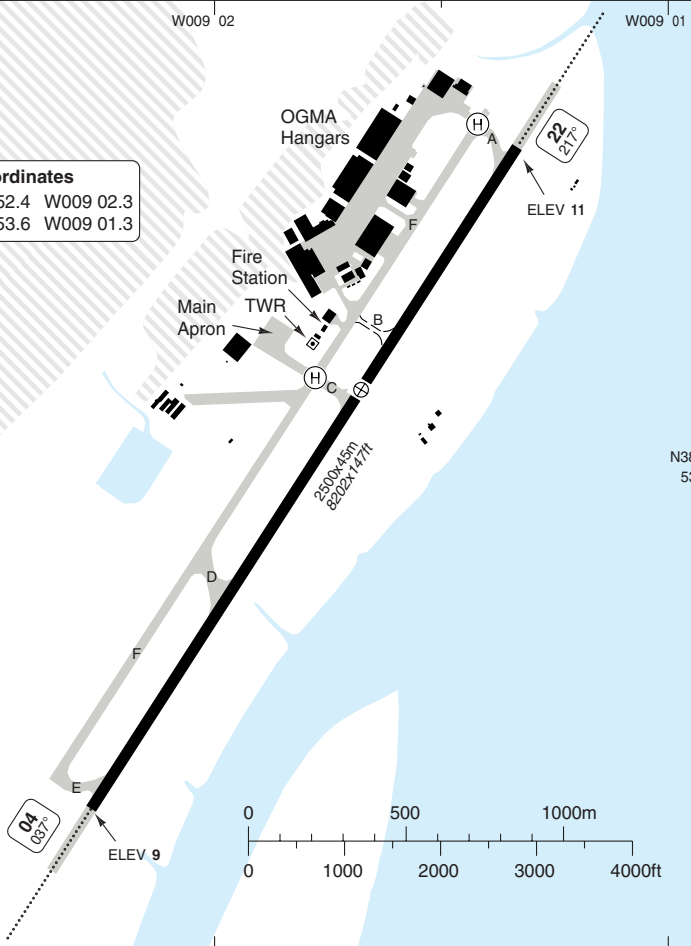 W009 02
W009 01
OGMA
Hangars
H
A
22
217°
ELEV 11
52.4 W009 02.3
53.6 W009 01.3
F
Fire
Station
TWR
Main
Apron
B
H
C
2500x45m
8202x147ft
N38
53
D
F
E
04
037°
ELEV 9
0 500 1000m
0 1000 2000 3000 4000ft